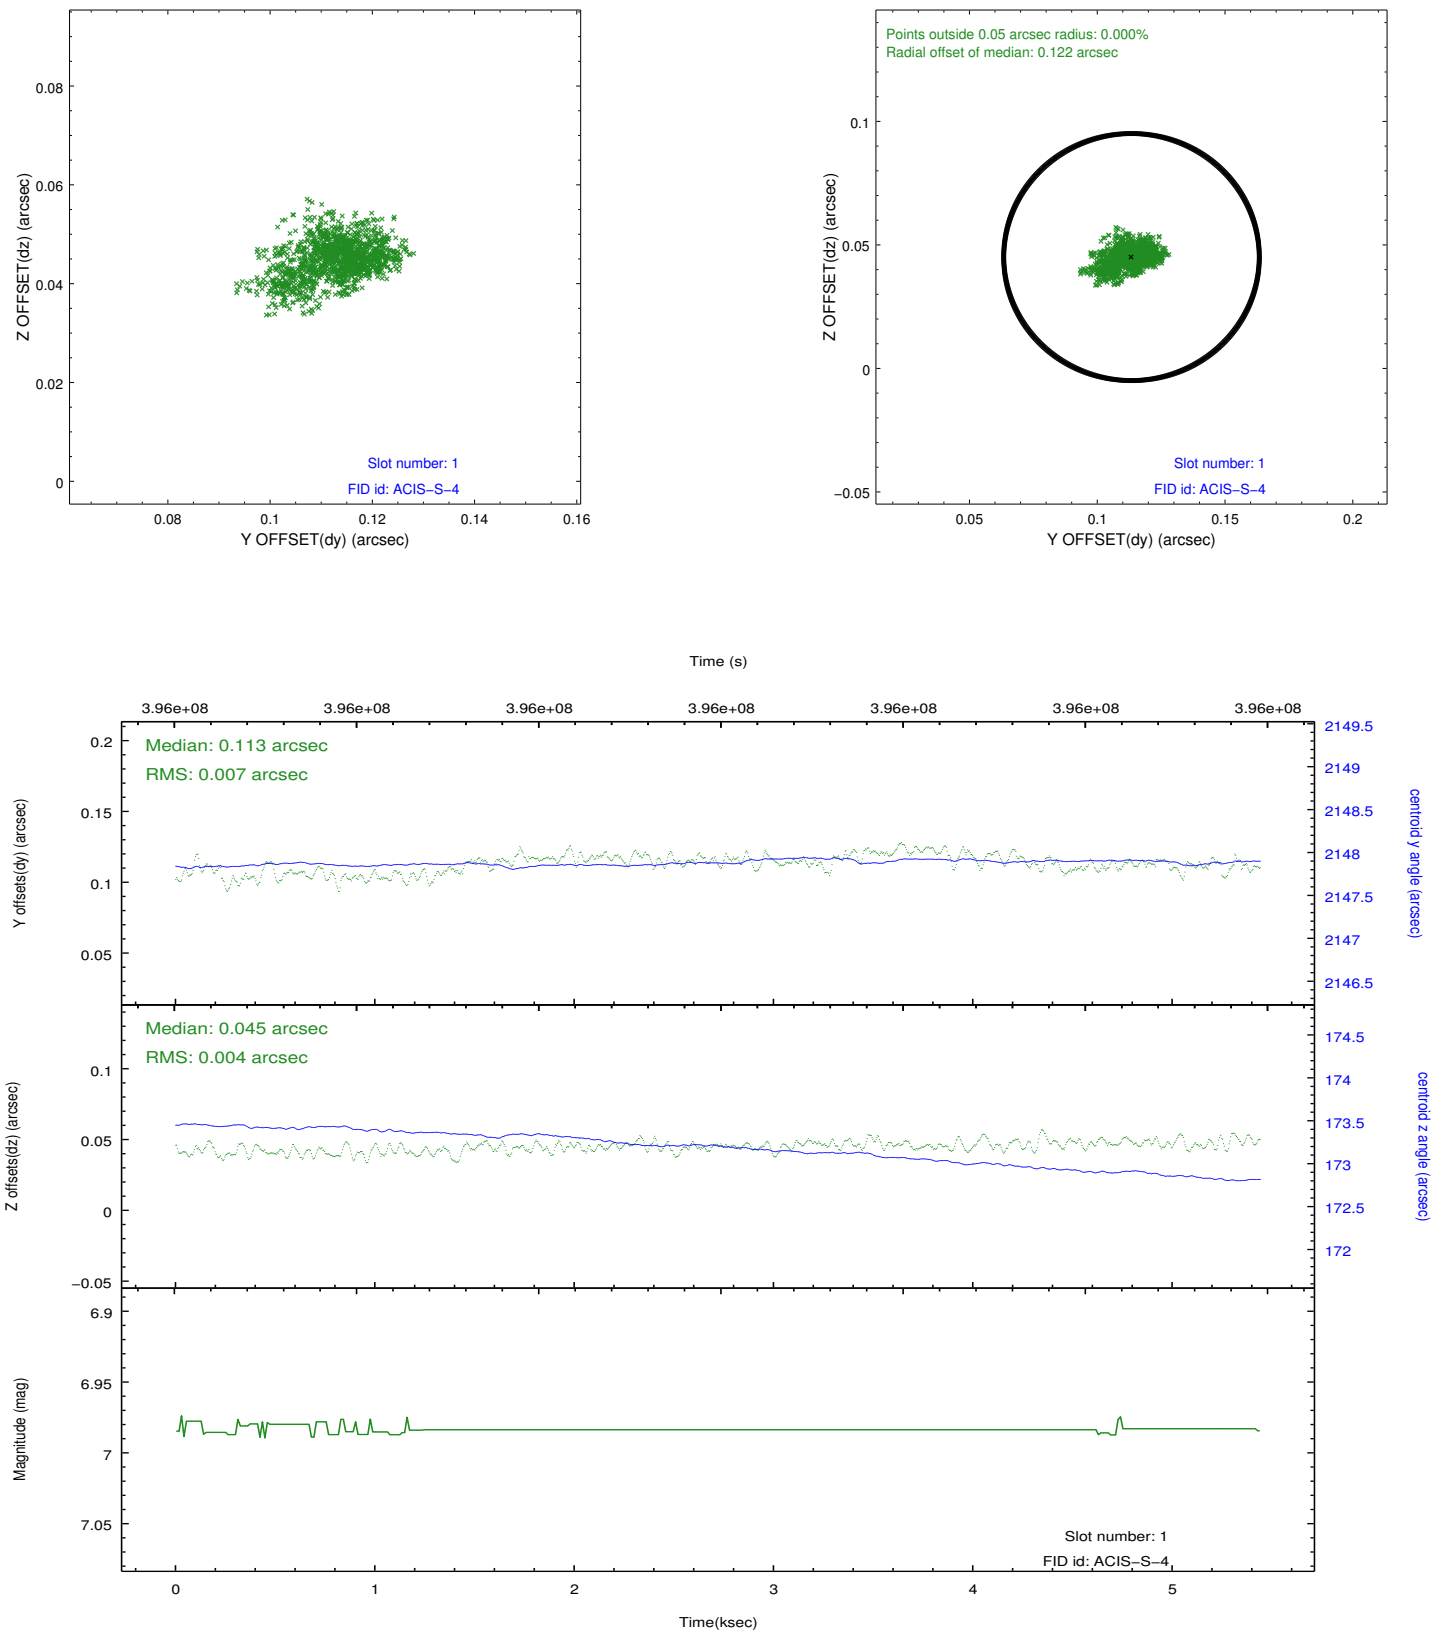 0.08
0.06
0.04
0.02
0
Z OFFSET(dz) (arcsec)
Slot number: 1
FID id: ACIS−S−4
0.08 0.1 0.12 0.14 0.16
Y OFFSET(dy) (arcsec)
Points outside 0.05 arcsec radius: 0.000%
Radial offset of median: 0.122 arcsec
0.1
0.05
0
−0.05
Z OFFSET(dz) (arcsec)
Slot number: 1
FID id: ACIS−S−4
0.05 0.1 0.15 0.2
Y OFFSET(dy) (arcsec)
Time (s)
3.96e+08 3.96e+08 3.96e+08 3.96e+08 3.96e+08 3.96e+08 3.96e+08
Median: 0.113 arcsec
RMS: 0.007 arcsec
0.2
0.15
0.1
0.05
Y offsets(dy) (arcsec)
2149.5
2149
2148.5
2148
2147.5
2147
2146.5
centroid y angle (arcsec)
Median: 0.045 arcsec
RMS: 0.004 arcsec
0.1
0.05
0
−0.05
Z offsets(dz) (arcsec)
174.5
174
173.5
173
172.5
172
centroid z angle (arcsec)
6.9
6.95
7
7.05
Magnitude (mag)
Slot number: 1
FID id: ACIS−S−4
0 1 2 3 4 5
Time(ksec)